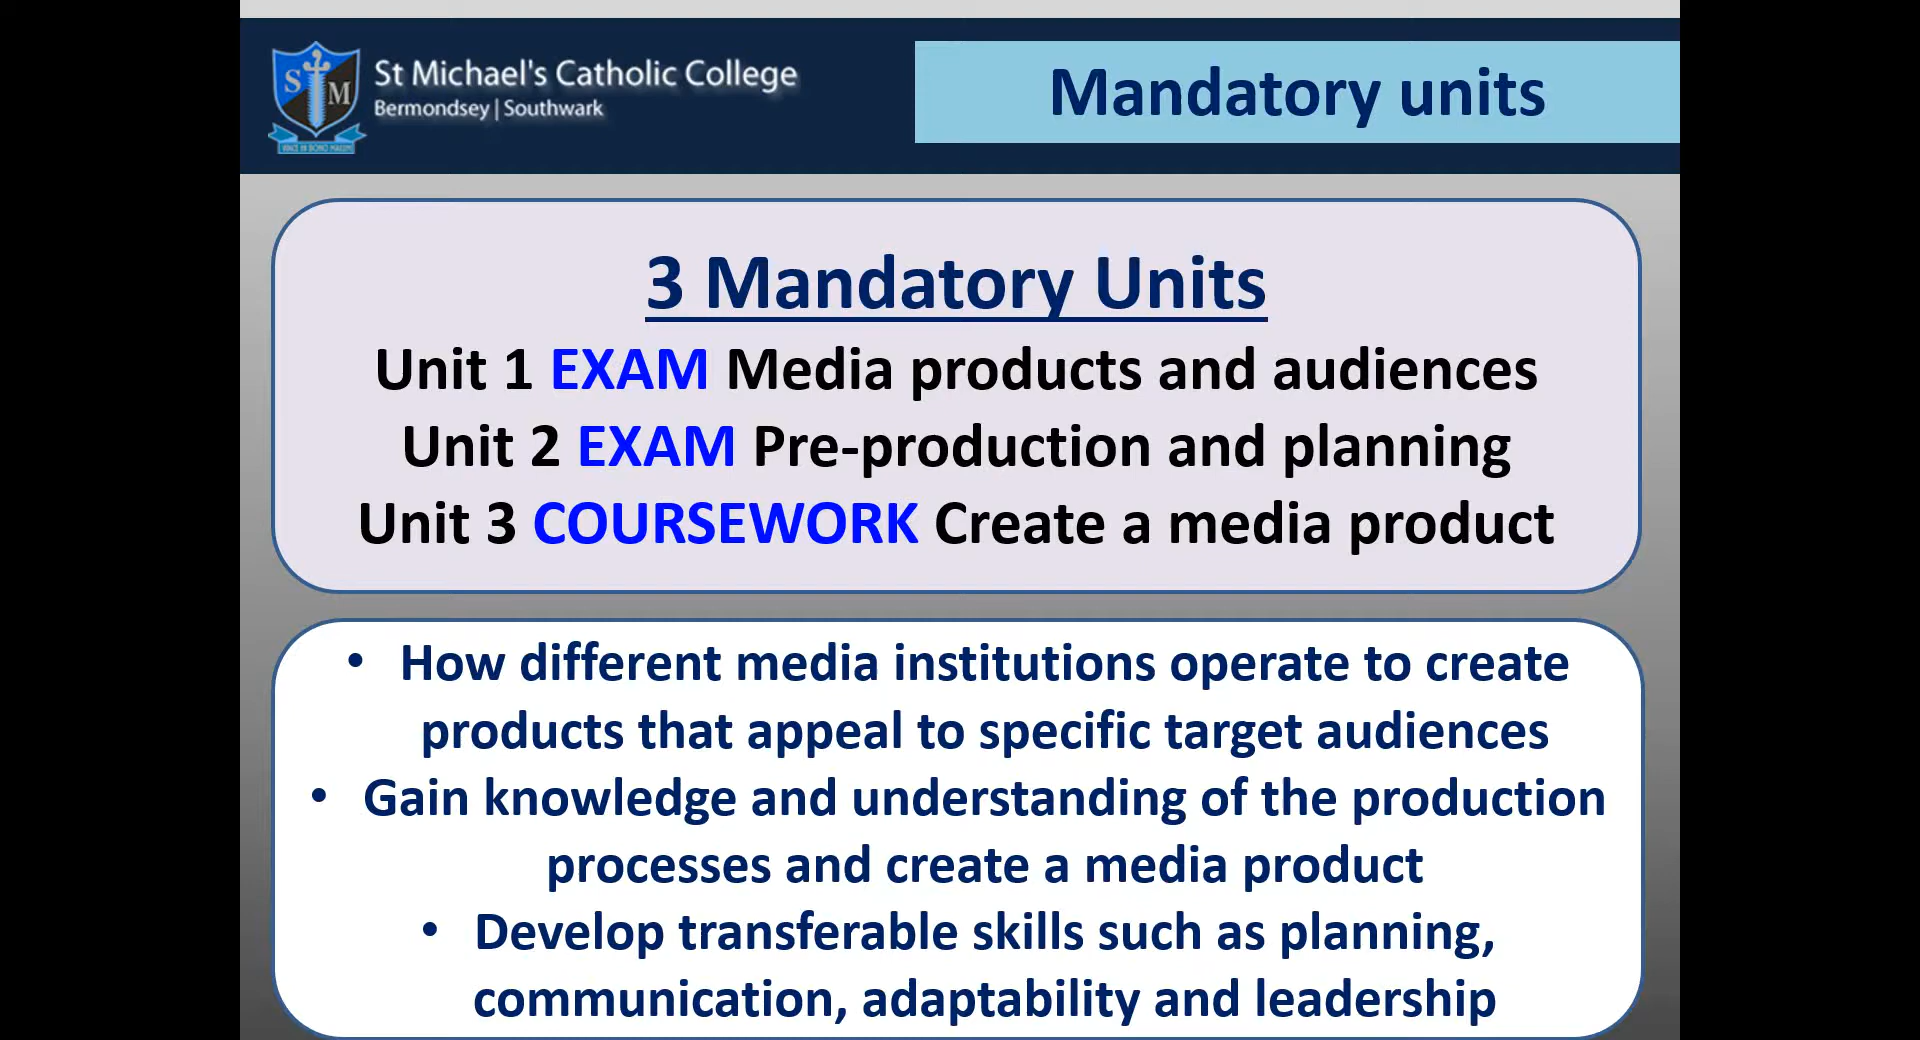 St Michael's Catholic College
Bermondsey | Southwark
S M
Mandatory units
3 Mandatory Units
Unit 1 EXAM Media products and audiences
Unit 2 EXAM Pre-production and planning
Unit 3 COURSEWORK Create a media product
• How different media institutions operate to create
products that appeal to specific target audiences
• Gain knowledge and understanding of the production
processes and create a media product
• Develop transferable skills such as planning,
communication, adaptability and leadership